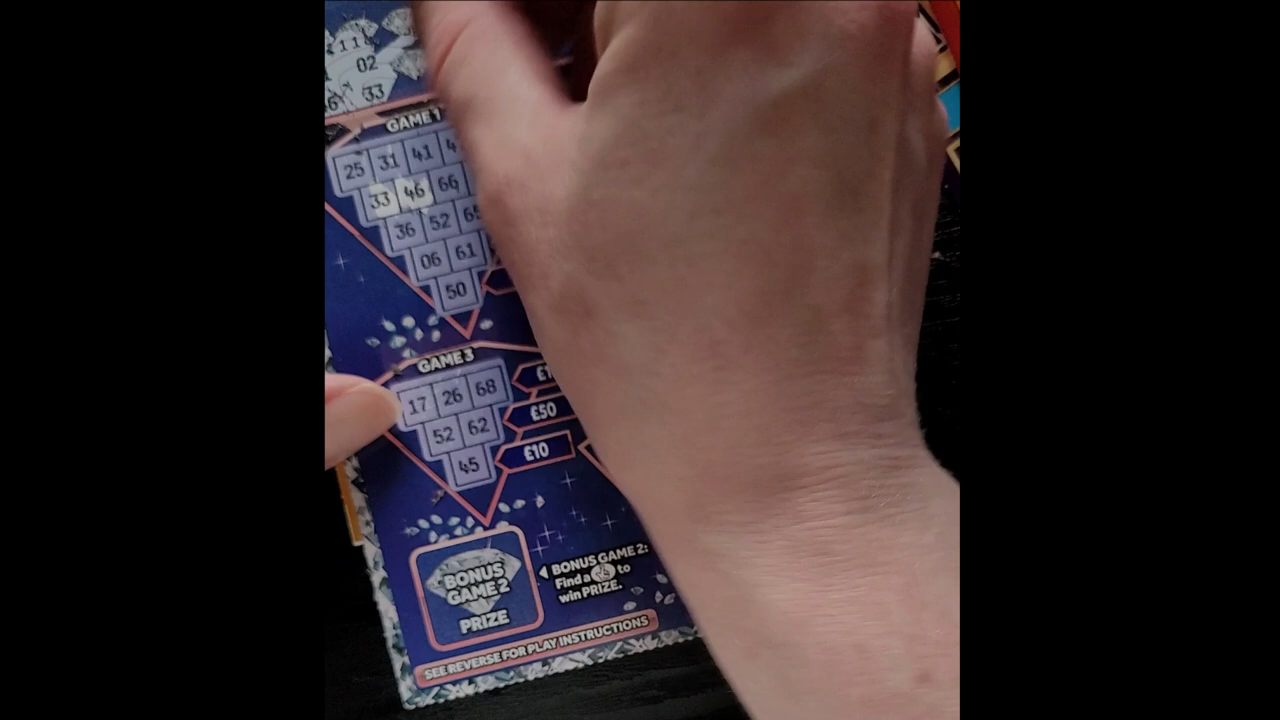 11
02
33
GAME 1
25 31 41
33 46 66
36 52 65
06 61
50
GAME 3
17 26 68
52 62 £50
45 £10
BONUS GAME 2
PRIZE
BONUS GAME 2:
Find a to
win PRIZE.
SEE REVERSE FOR PLAY INSTRUCTIONS